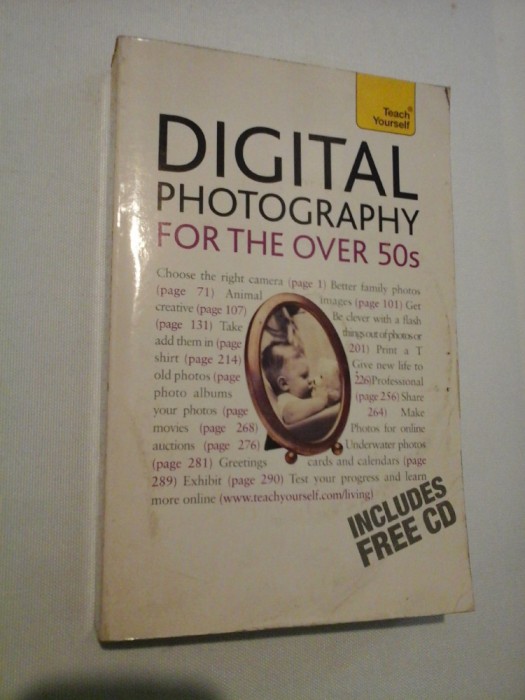 Teach®
Yourself
DIGITAL
PHOTOGRAPHY
FOR THE OVER 50s
Choose the right camera (page 1) Better family photos
(page 71) Animal images (page 101) Get
creative (page 107) Be clever with a flash
(page 131) Take things out of photos or
add them in (page 201) Print a T
shirt (page 214) Give new life to
old photos (page 226) Professional
photo albums (page 256) Share
your photos (page 264) Make
movies (page 268) Photos for online
auctions (page 276) Underwater photos
(page 281) Greetings cards and calendars (page
289) Exhibit (page 290) Test your progress and learn
more online (www.teachyourself.com/living)
INCLUDES
FREE CD